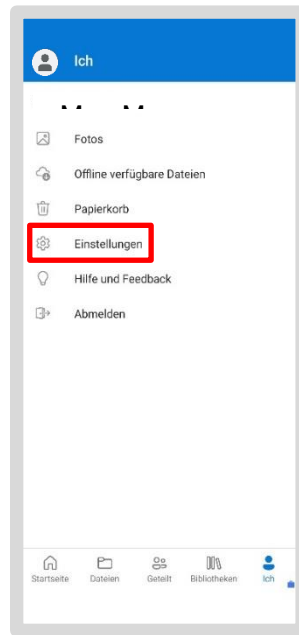 Ich
Fotos
Offline verfügbare Dateien
Papierkorb
Einstellungen
Hilfe und Feedback
Abmelden
Startseite Dateien Geteilt Bibliotheken Ich